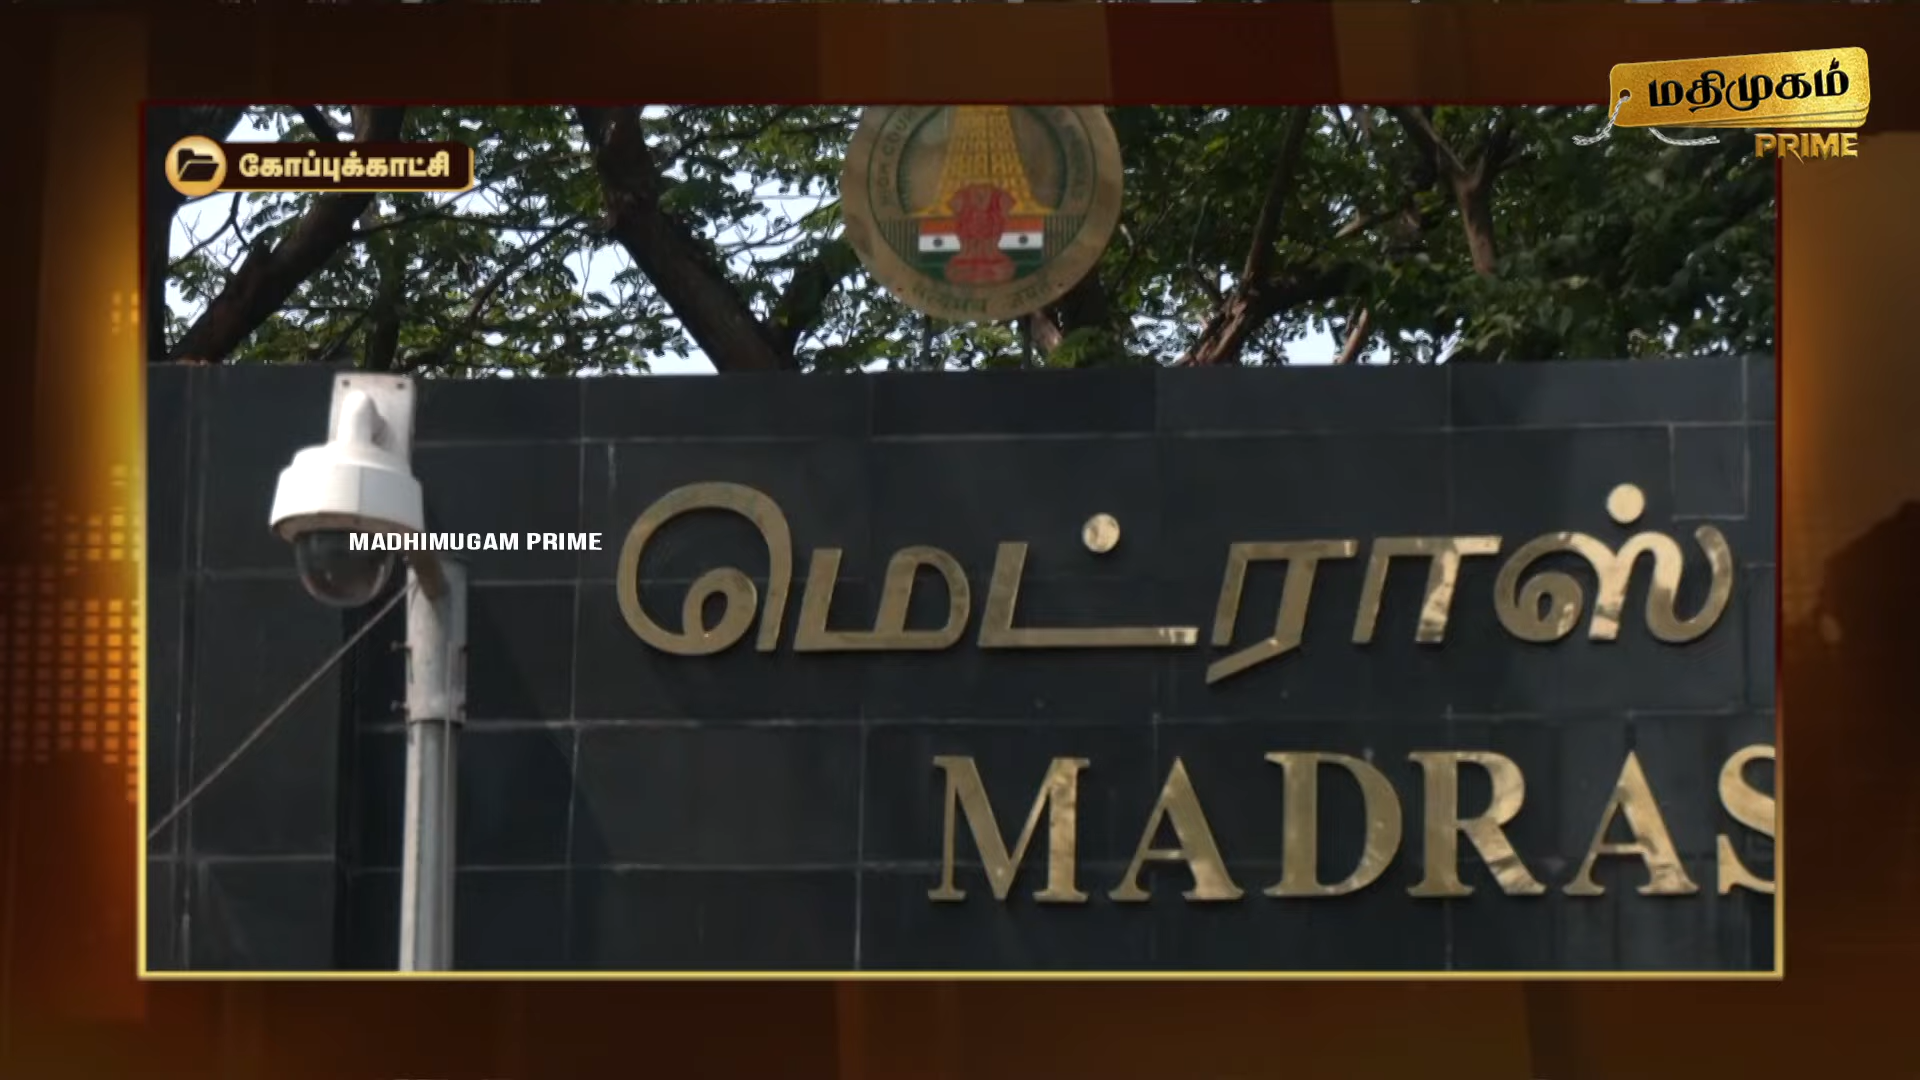 மதிமுகம்
PRIME
கோப்புக்காட்சி
MADHIMUGAM PRIME
மெட்ராஸ்
MADRAS